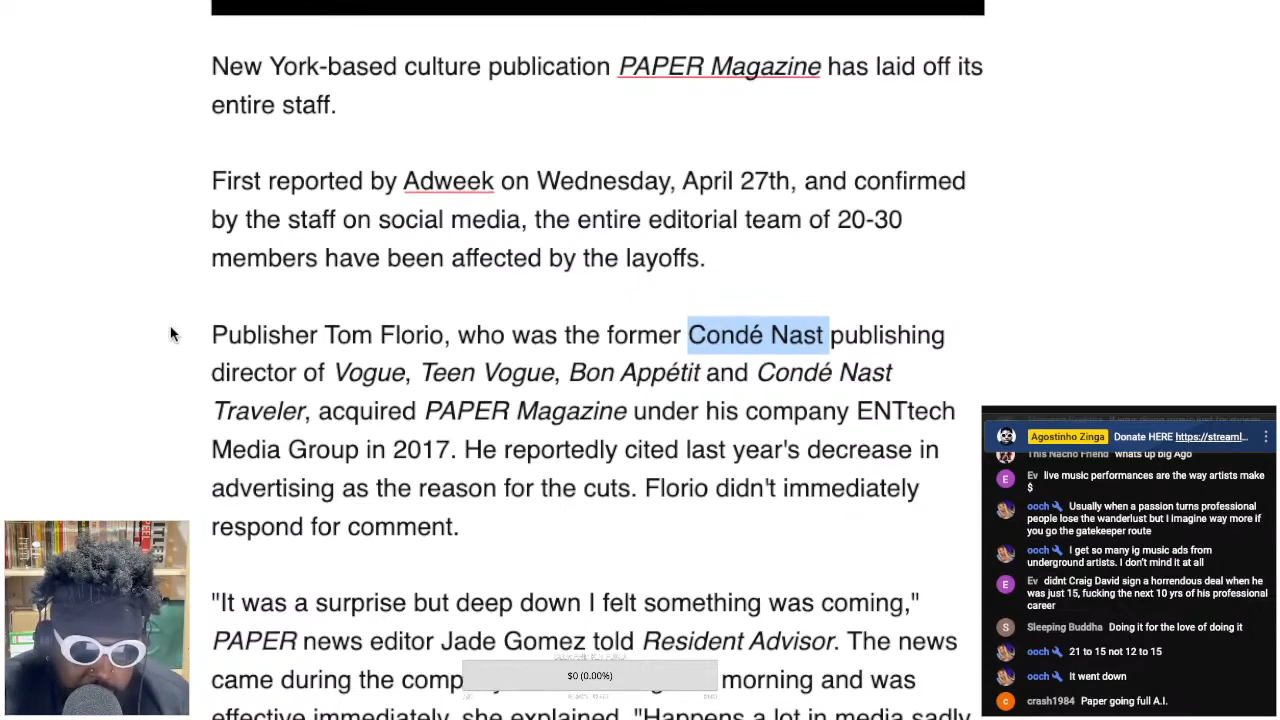 New York-based culture publication PAPER Magazine has laid off its
entire staff.
First reported by Adweek on Wednesday, April 27th, and confirmed
by the staff on social media, the entire editorial team of 20-30
members have been affected by the layoffs.
Publisher Tom Florio, who was the former Condé Nast publishing
director of Vogue, Teen Vogue, Bon Appétit and Condé Nast
Traveler, acquired PAPER Magazine under his company ENTtech
Media Group in 2017. He reportedly cited last year's decrease in
advertising as the reason for the cuts. Florio didn't immediately
respond for comment.
"It was a surprise but deep down I felt something was coming,"
PAPER news editor Jade Gomez told Resident Advisor. The news
came during the morning and was
effective immediately, she explained. "Happens a lot in media sadly
$0 (0.00%)
Agostinho Zinga Donate HERE https://streaml...
This Nacho Friend whats up big Ago
Ev live music performances are the way artists make
$
ooch Usually when a passion turns professional
people lose the wanderlust but I imagine way more if
you go the gatekeeper route
ooch I get so many ig music ads from
underground artists. I don't mind it at all
Ev didnt Craig David sign a horrendous deal when he
was just 15, fucking the next 10 yrs of his professional
career
Sleeping Buddha Doing it for the love of doing it
ooch 21 to 15 not 12 to 15
ooch It went down
crash1984 Paper going full A.I.